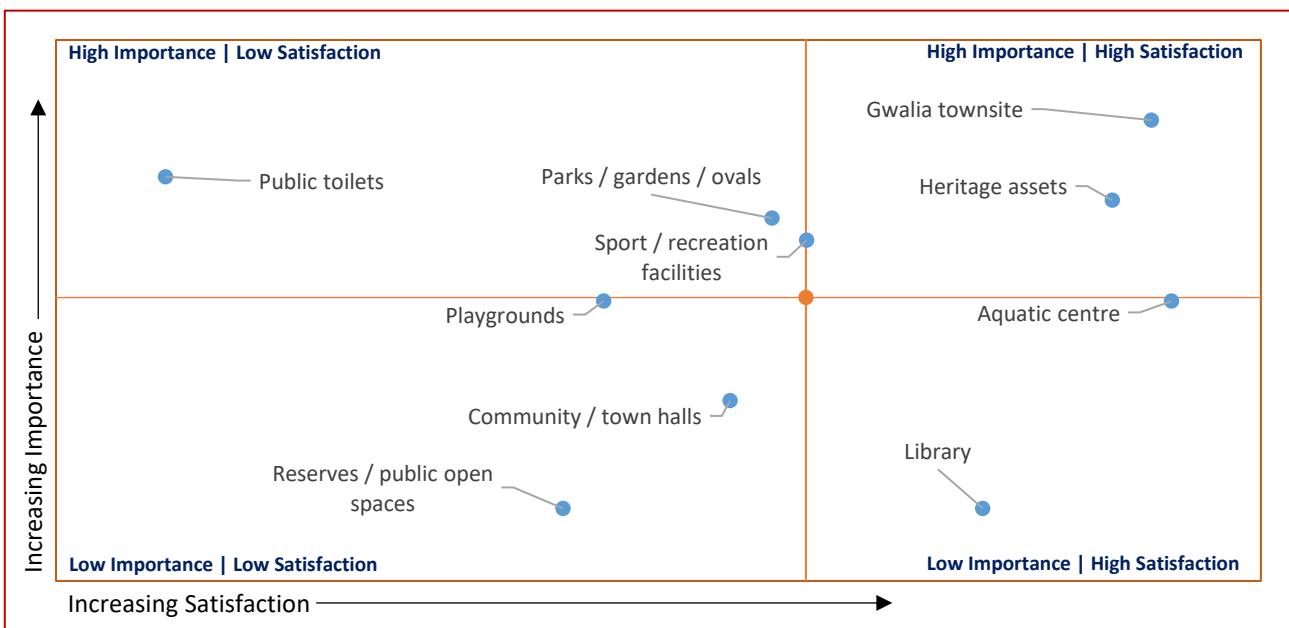 High Importance | Low Satisfaction
High Importance | High Satisfaction
Gwalia townsite
Public toilets
Parks / gardens / ovals
Heritage assets
Sport / recreation
facilities
Playgrounds
Aquatic centre
Community / town halls
Library
Reserves / public open
spaces
Low Importance | Low Satisfaction
Low Importance | High Satisfaction
Increasing Importance
Increasing Satisfaction